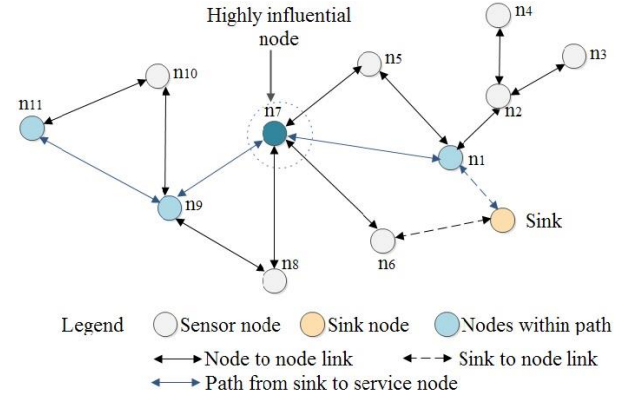 Highly influential
node
n4
n3
n5
n10
n2
n11
n7
n1
n9
Sink
n6
n8
Legend
Sensor node
Sink node
Nodes within path
Node to node link
Sink to node link
Path from sink to service node